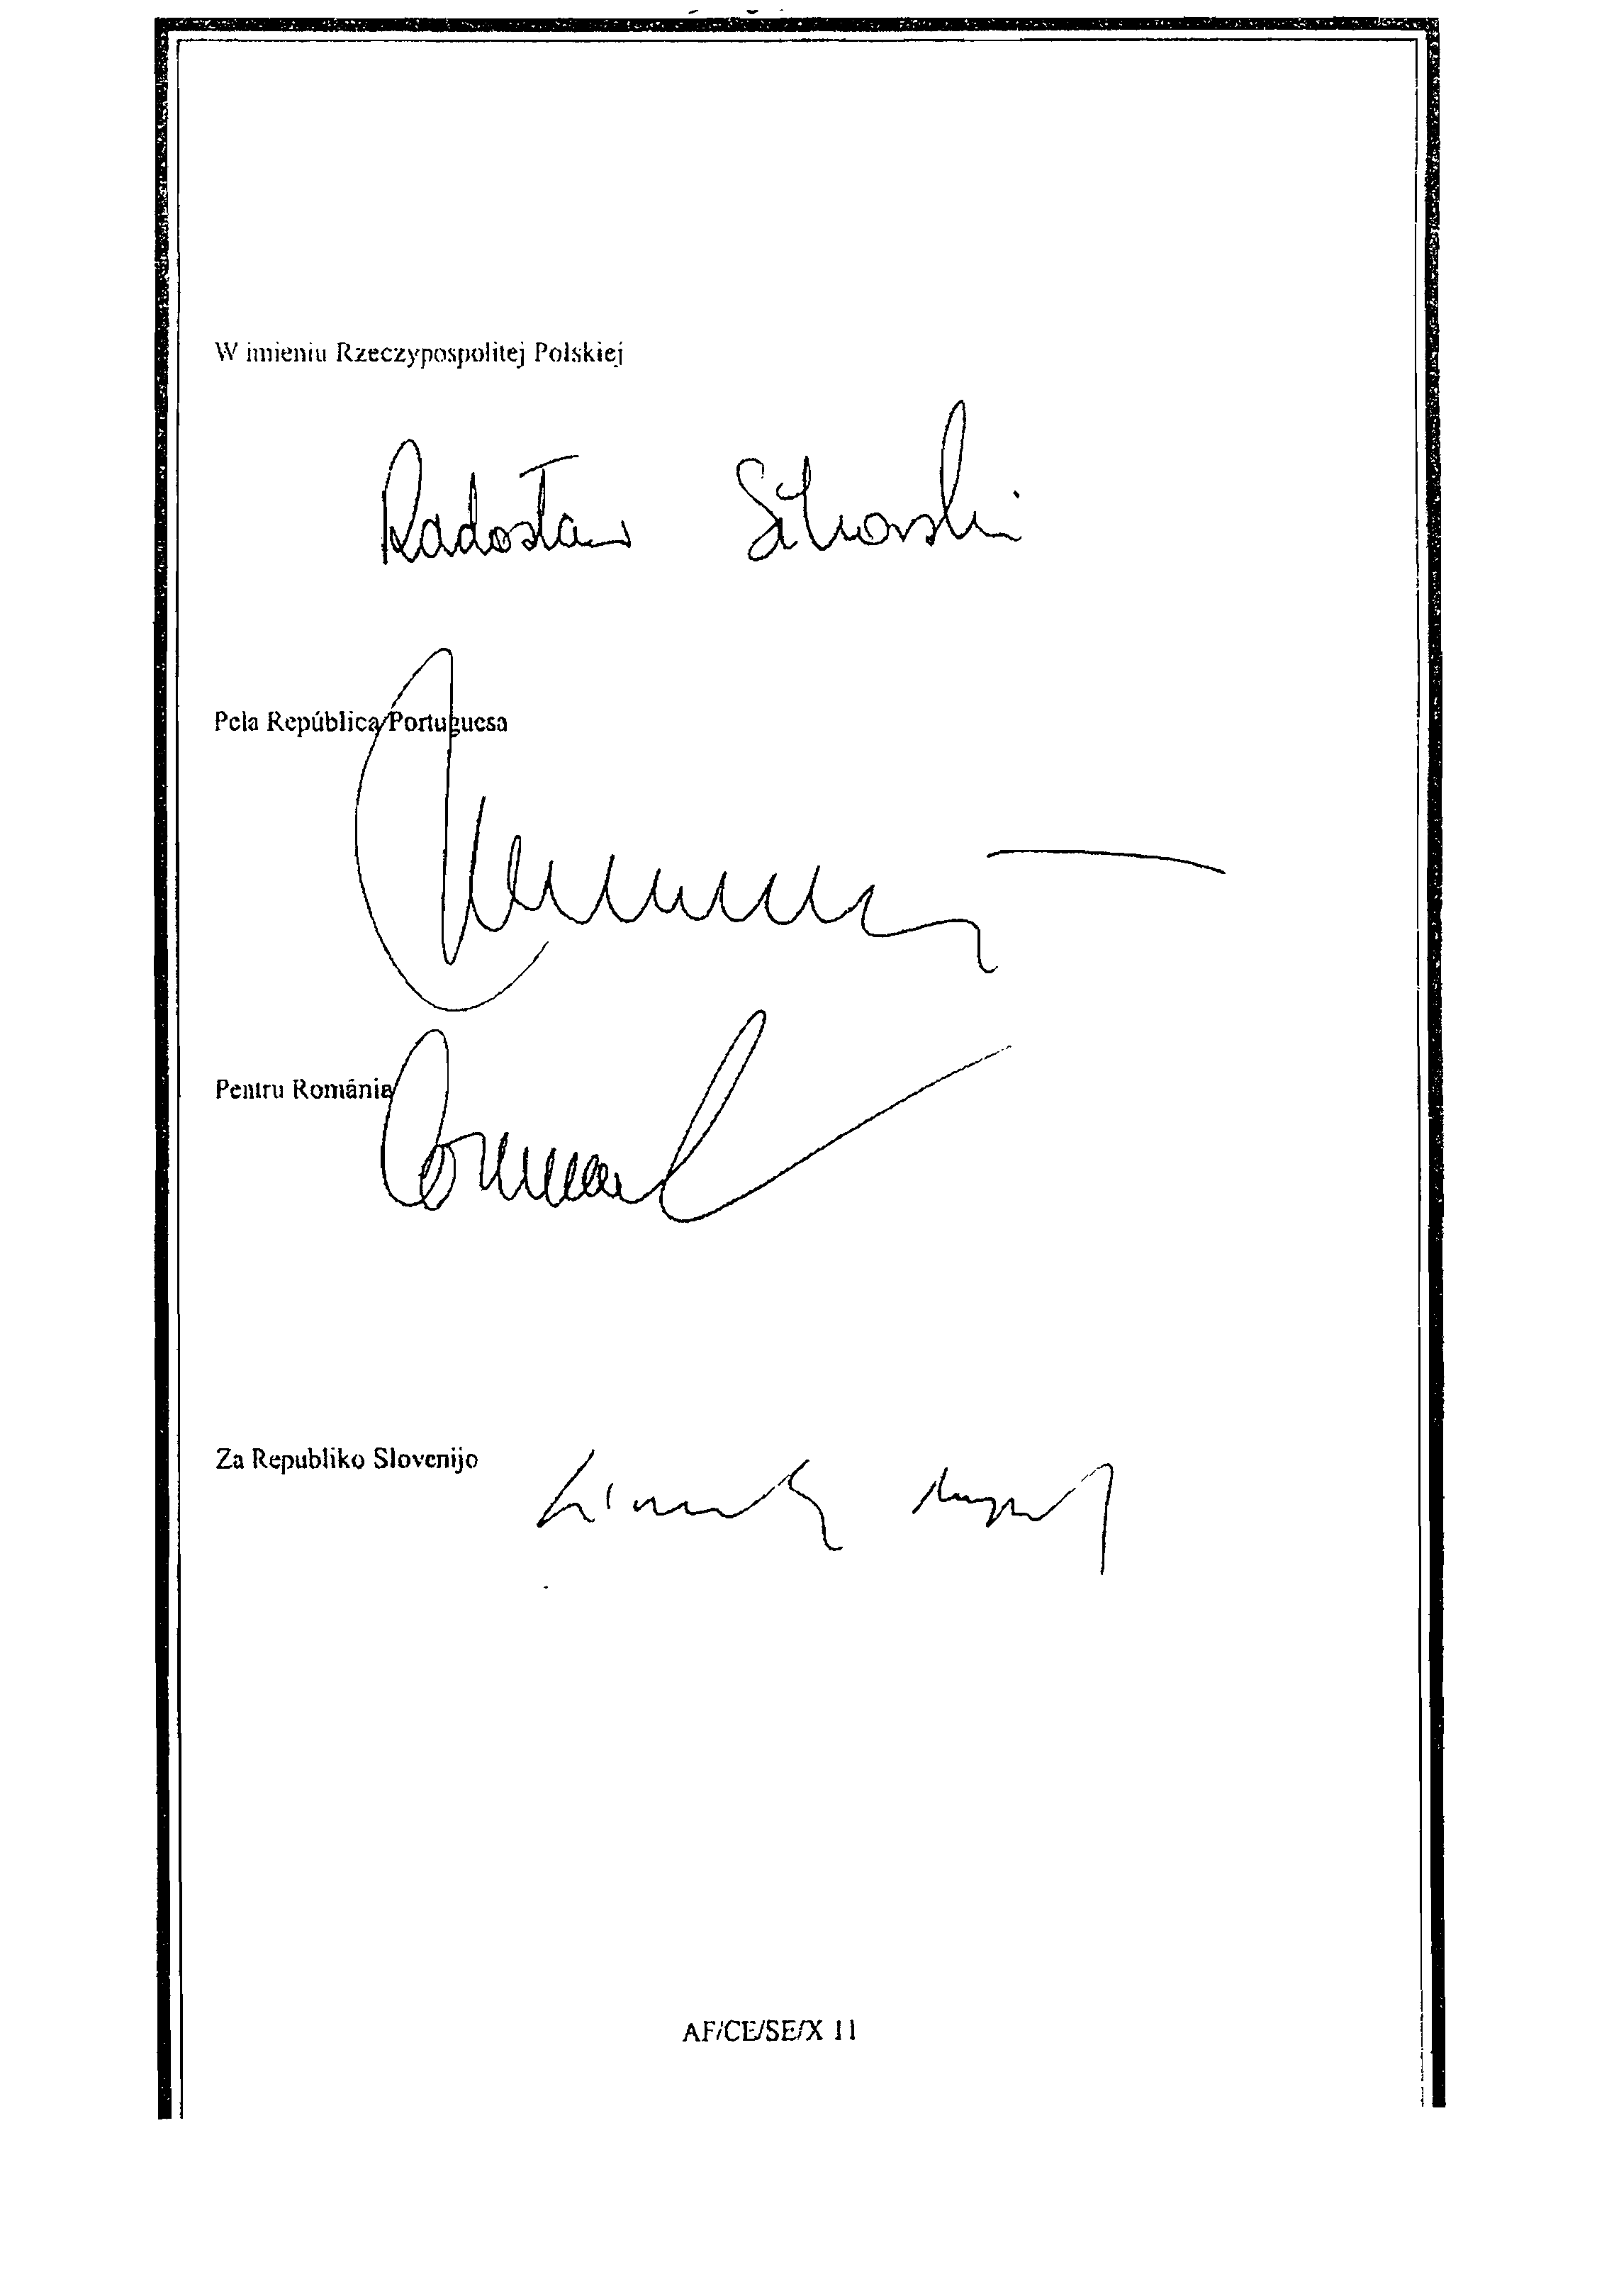 W imieniu Rzeczypospolitej Polskiej
Radosław Sikorski
Pela República Portuguesa
Pentru România
Za Republiko Slovenijo
AF/CE/SE/X 11